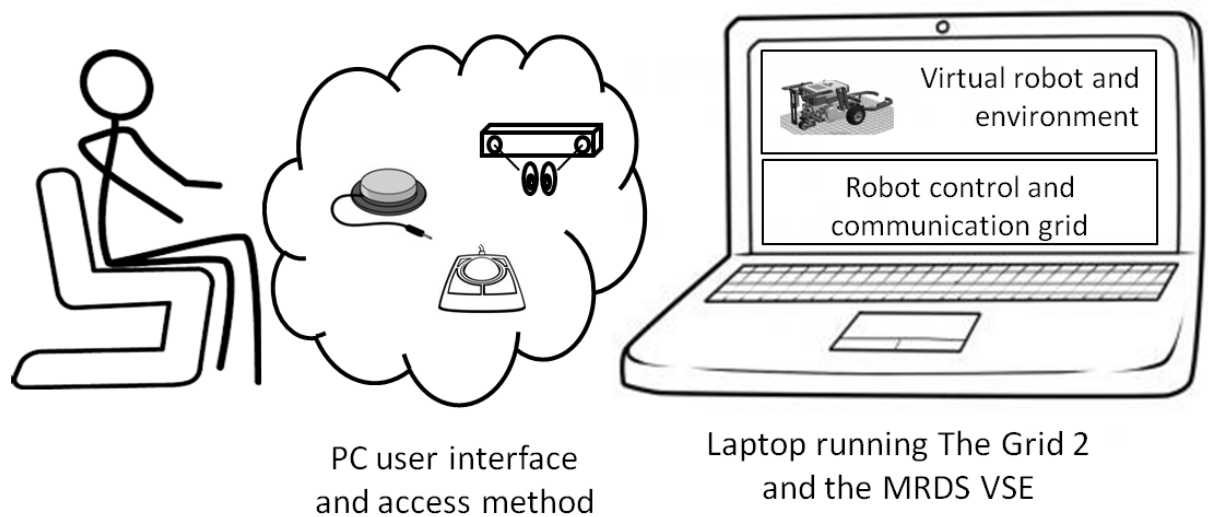 Virtual robot and
environment
Robot control and
communication grid
PC user interface
and access method
Laptop running The Grid 2
and the MRDS VSE